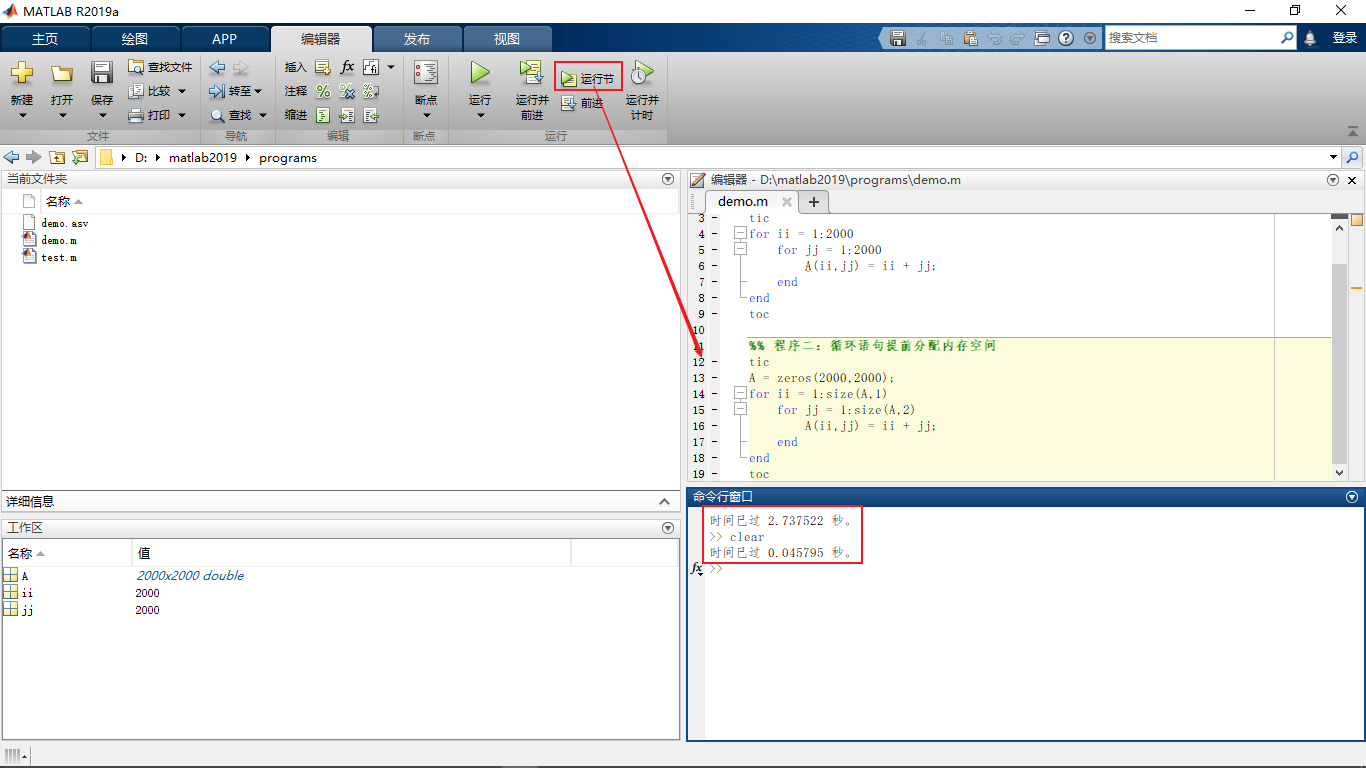 MATLAB R2019a
主页 绘图 APP 编辑器 发布 视图 搜索文档 登录
新建 打开 保存 查找文件 比较 打印
文件
转至 查找
导航
插入 fx
注释
缩进
编辑
断点
断点
运行 运行并前进 运行节 前进 运行并计时
运行
D: matlab2019 programs
当前文件夹
名称
demo.asv
demo.m
test.m
详细信息
工作区
名称 值
A 2000x2000 double
ii 2000
jj 2000
编辑器 - D:\matlab2019\programs\demo.m
demo.m +
3 tic
4 for ii = 1:2000
5 for jj = 1:2000
6 A(ii,jj) = ii + jj;
7 end
8 end
9 toc
10
11 %% 程序二：循环语句提前分配内存空间
12 tic
13 A = zeros(2000,2000);
14 for ii = 1:size(A,1)
15 for jj = 1:size(A,2)
16 A(ii,jj) = ii + jj;
17 end
18 end
19 toc
命令行窗口
时间已过 2.737522 秒。
>> clear
时间已过 0.045795 秒。
fx >>